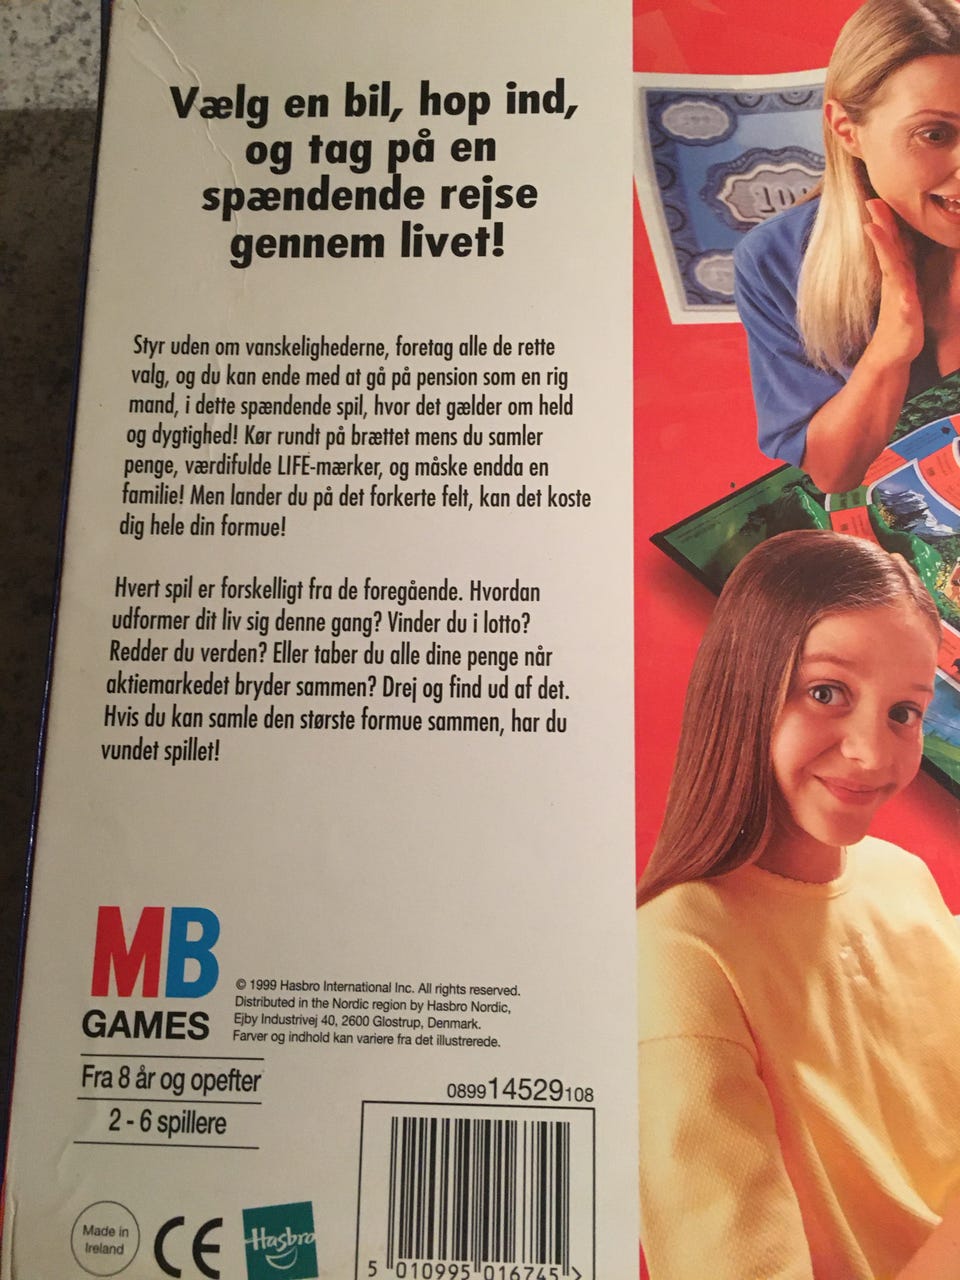 Vælg en bil, hop ind,
og tag på en
spændende rejse
gennem livet!
Styr uden om vanskelighederne, foretag alle de rette
valg, og du kan ende med at gå på pension som en rig
mand, i dette spændende spil, hvor det gælder om held
og dygtighed! Kør rundt på brættet mens du samler
penge, værdifulde LIFE-mærker, og måske endda en
familie! Men lander du på det forkerte felt, kan det koste
dig hele din formue!
Hvert spil er forskelligt fra de foregående. Hvordan
udformer dit liv sig denne gang? Vinder du i lotto?
Redder du verden? Eller taber du alle dine penge når
aktiemarkedet bryder sammen? Drej og find ud af det.
Hvis du kan samle den største formue sammen, har du
vundet spillet!
MB
GAMES
© 1999 Hasbro International Inc. All rights reserved.
Distributed in the Nordic region by Hasbro Nordic,
Ejby Industrivej 40, 2600 Glostrup, Denmark.
Farver og indhold kan variere fra det illustrerede.
Fra 8 år og opefter
2 - 6 spillere
089914529108
Made in
Ireland
CE
Hasbro
5 010995 016745 >